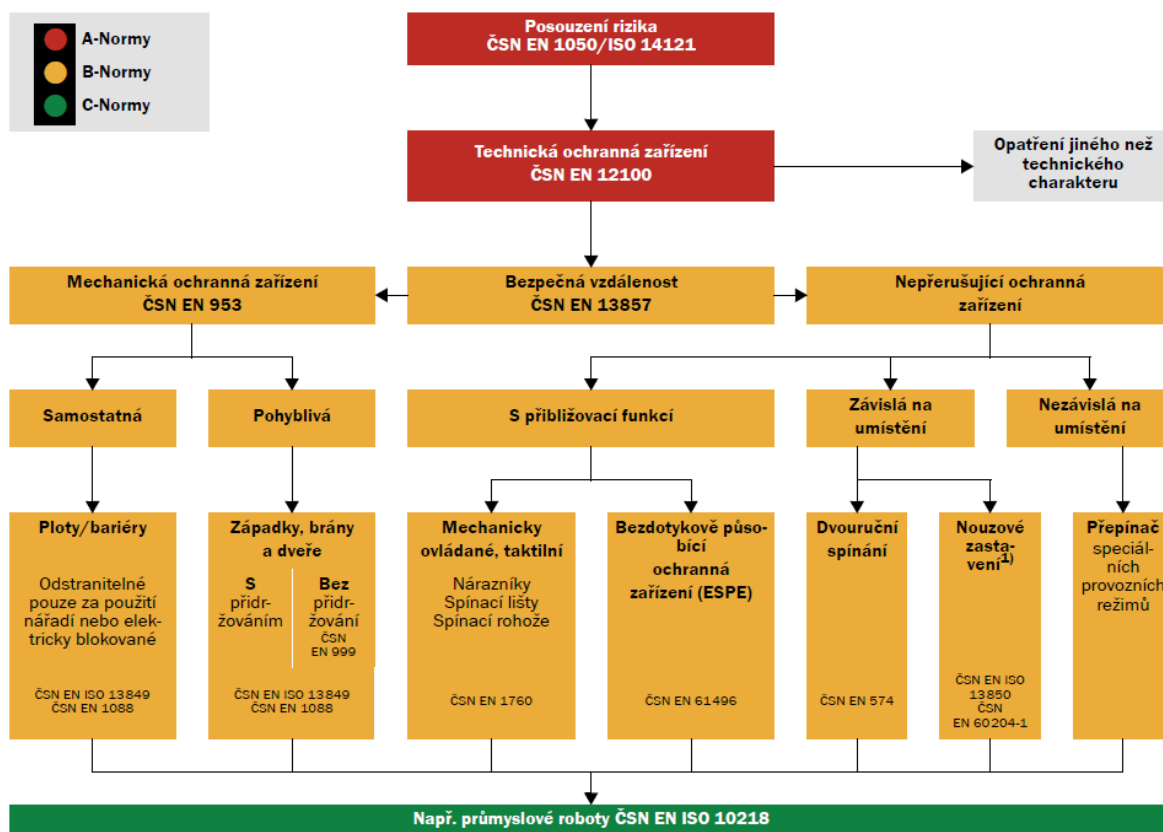 A-Normy
B-Normy
C-Normy
Posouzení rizika
ČSN EN 1050/ISO 14121
Technická ochranná zařízení
ČSN EN 12100
Opatření jiného než
technického
charakteru
Mechanická ochranná zařízení
ČSN EN 953
Bezpečná vzdálenost
ČSN EN 13857
Nepřerušující ochranná
zařízení
Samostatná
Pohyblivá
S přibližovací funkcí
Závislá na
umístění
Nezávislá na
umístění
Ploty/bariéry
Odstranitelné
pouze za použití
nářadí nebo elek-
tricky blokované
ČSN EN ISO 13849
ČSN EN 1088
Západky, brány
a dveře
S
přidr-
žováním
Bez
přidr-
žování
ČSN
EN 999
ČSN EN ISO 13849
ČSN EN 1088
Mechanicky
ovládané, taktilní
Nárazníky
Spínací lišty
Spínací rohože
ČSN EN 1760
Bezdotykově půso-
bící
ochranná
zařízení (ESPE)
ČSN EN 61496
Dvouruční
spínání
ČSN EN 574
Nouzové
zasta-
vení1)
ČSN EN ISO
13850
ČSN
EN 60204-1
Přepínač
speciál-
ních
provozních
režimů
Např. průmyslové roboty ČSN EN ISO 10218